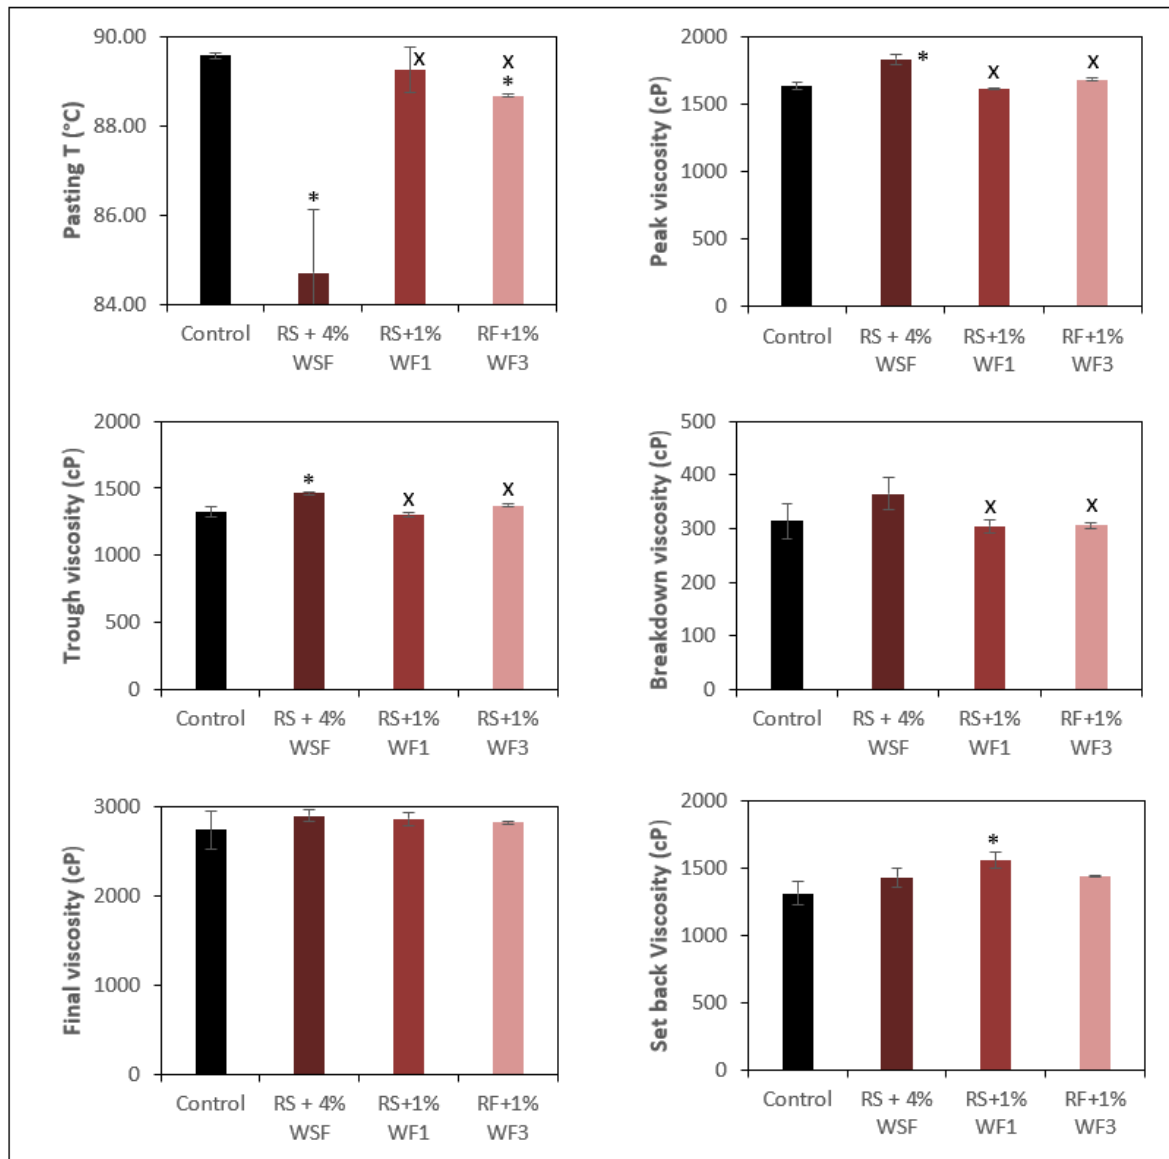 Pasting T (°C)
90.00
88.00
86.00
84.00
*
X
X
*
Control
RS + 4%
WSF
RS+1%
WF1
RF+1%
WF3
Peak viscosity (cP)
2000
1500
1000
500
0
*
X
X
Control
RS + 4%
WSF
RS+1%
WF1
RF+1%
WF3
Trough viscosity (cP)
2000
1500
1000
500
0
*
X
X
Control
RS + 4%
WSF
RS+1%
WF1
RS+1%
WF3
Breakdown viscosity (cP)
500
400
300
200
100
0
X
X
Control
RS + 4%
WSF
RS+1%
WF1
RF+1%
WF3
Final viscosity (cP)
3000
2000
1000
0
Control
RS + 4%
WSF
RS+1%
WF1
RF+1%
WF3
Set back Viscosity (cP)
2000
1500
1000
500
0
*
Control
RS + 4%
WSF
RS+1%
WF1
RF+1%
WF3